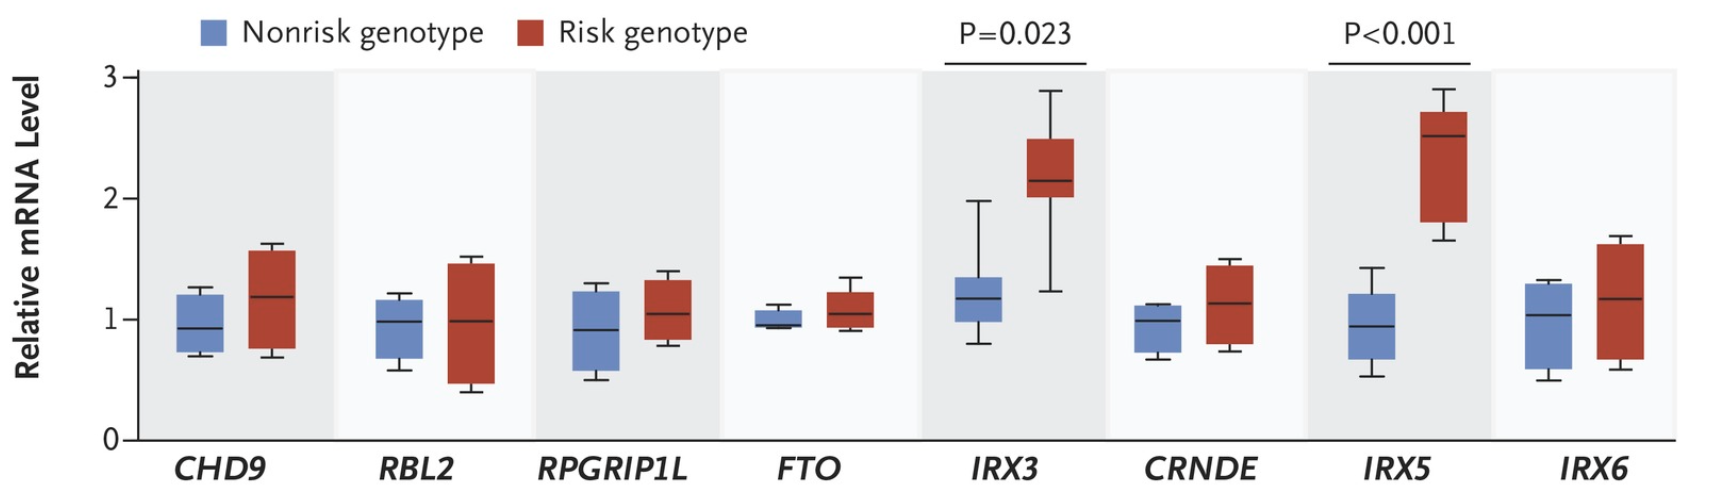 Nonrisk genotype Risk genotype P=0.023 P<0.001
Relative mRNA Level
3
2
1
0
CHD9 RBL2 RPGRIP1L FTO IRX3 CRNDE IRX5 IRX6